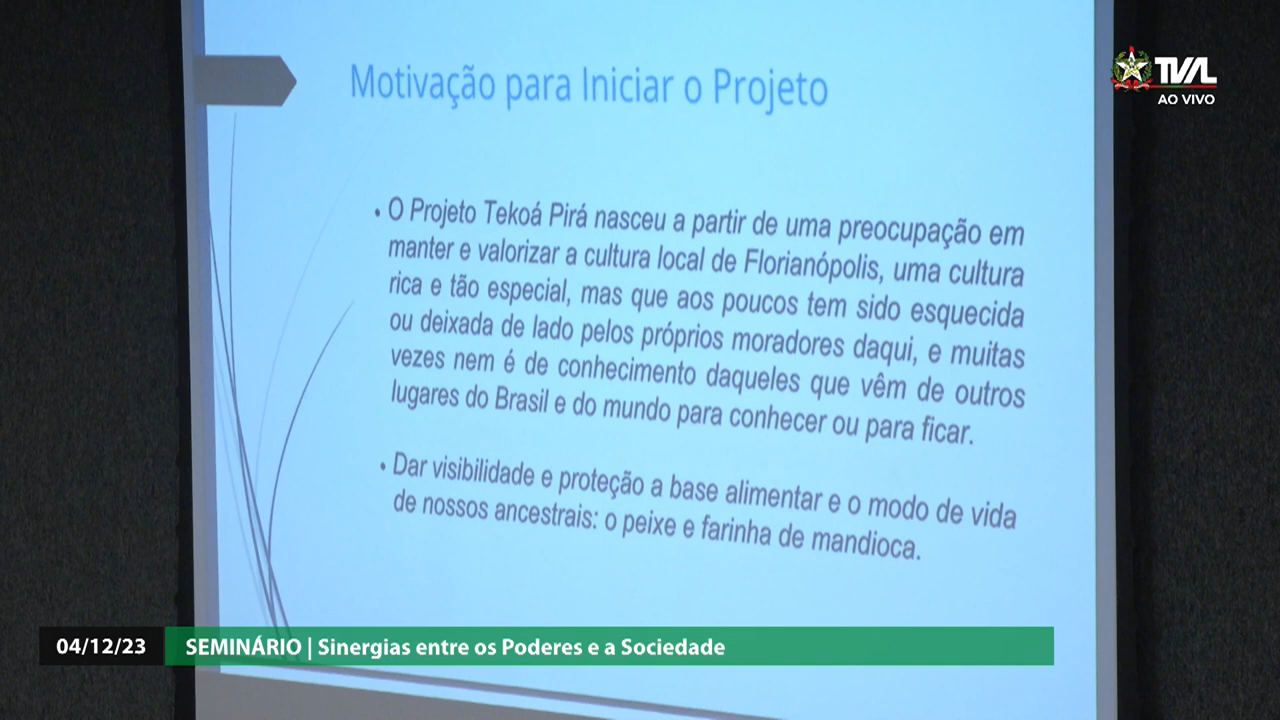 Motivação para Iniciar o Projeto
TVAL
AO VIVO
• O Projeto Tekoá Pirá nasceu a partir de uma preocupação em
manter e valorizar a cultura local de Florianópolis, uma cultura
rica e tão especial, mas que aos poucos tem sido esquecida
ou deixada de lado pelos próprios moradores daqui, e muitas
vezes nem é de conhecimento daqueles que vêm de outros
lugares do Brasil e do mundo para conhecer ou para ficar.
• Dar visibilidade e proteção a base alimentar e o modo de vida
de nossos ancestrais: o peixe e farinha de mandioca.
04/12/23 SEMINÁRIO | Sinergias entre os Poderes e a Sociedade